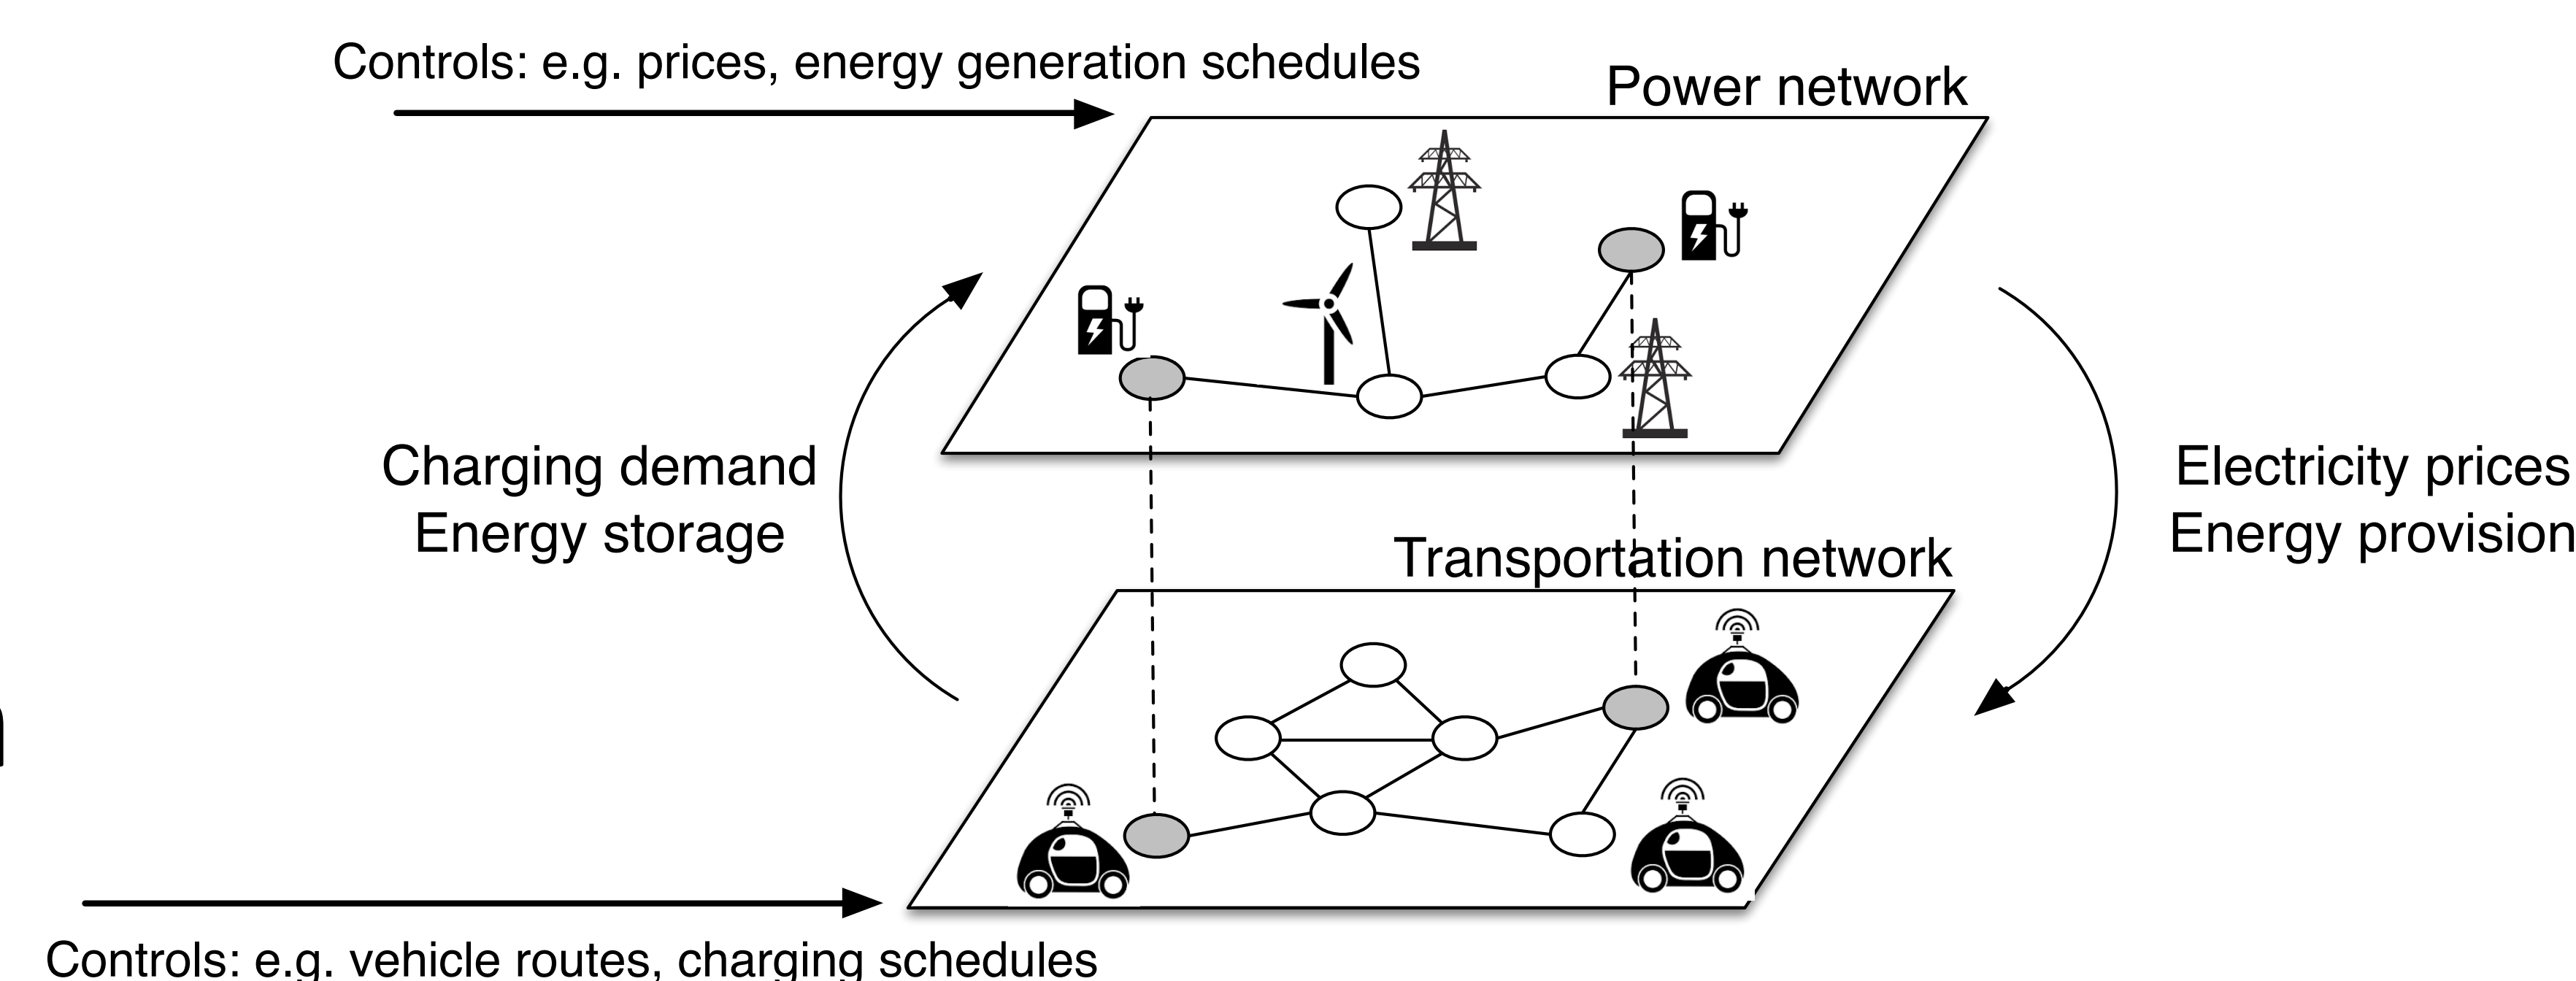 Controls: e.g. prices, energy generation schedules
Power network
Charging demand
Energy storage
Electricity prices
Energy provision
Transportation network
Controls: e.g. vehicle routes, charging schedules